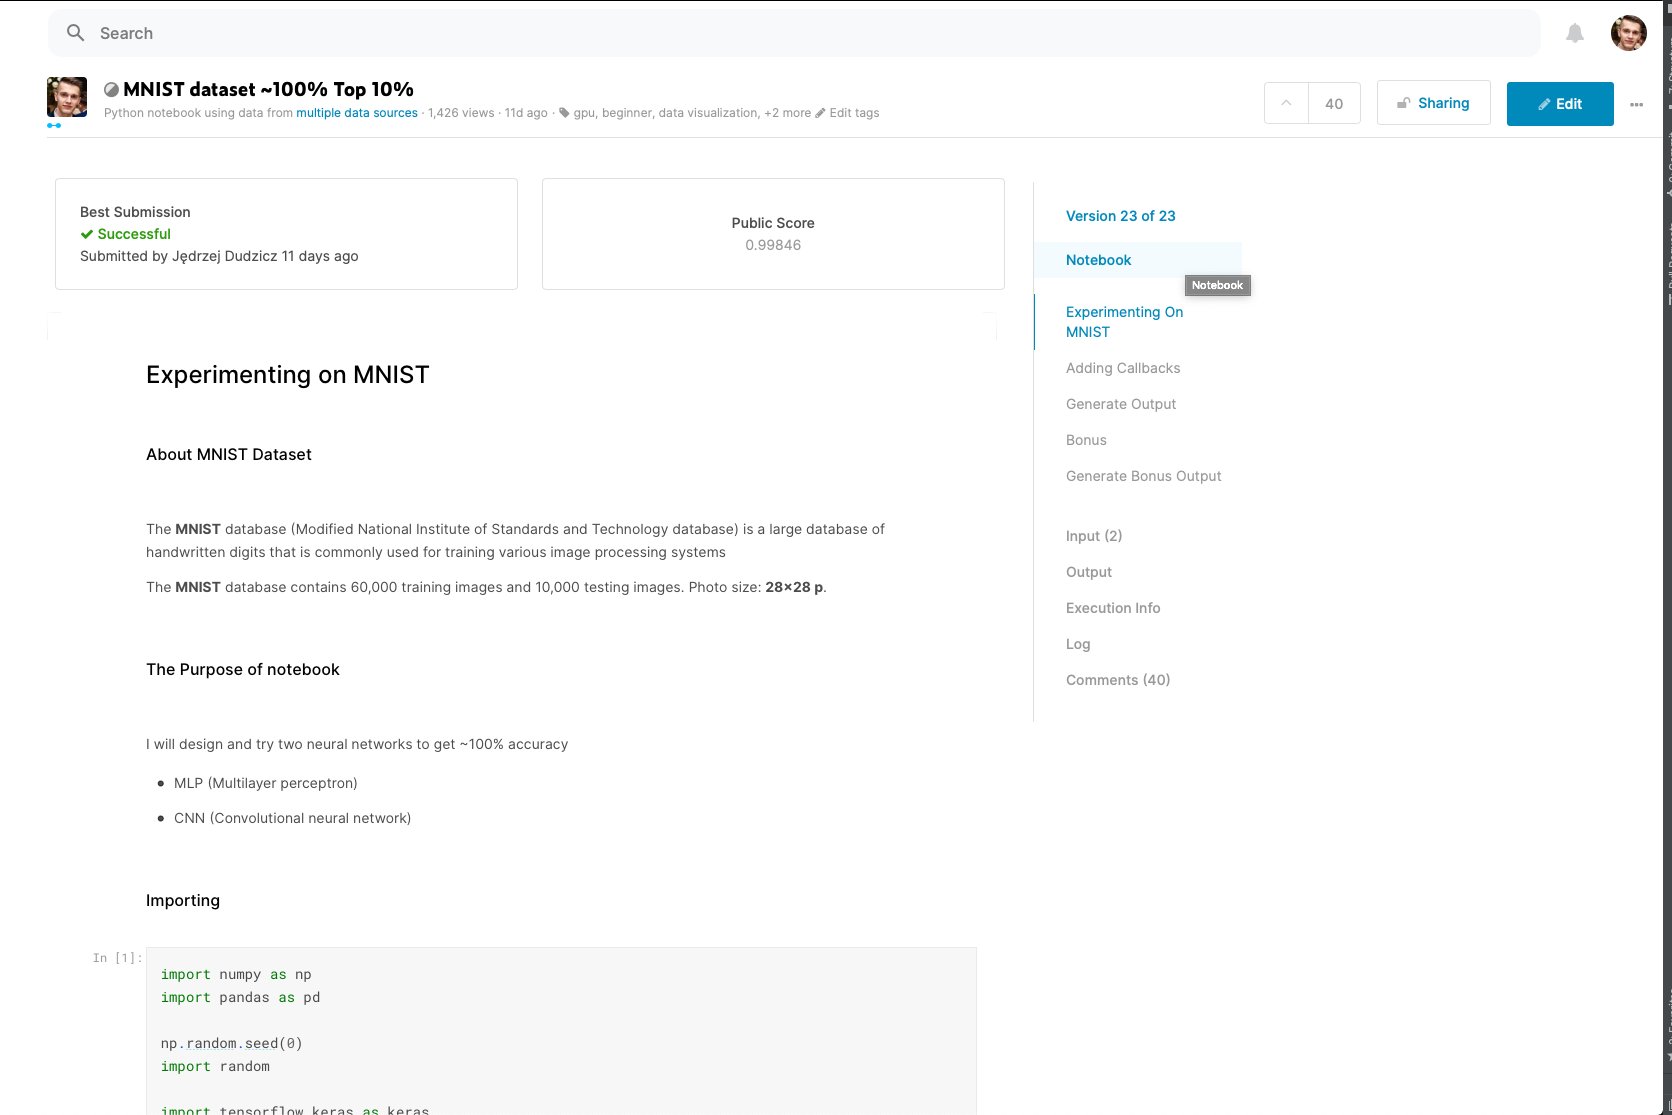 Search
MNIST dataset ~100% Top 10%
Python notebook using data from multiple data sources · 1,426 views · 11d ago · gpu, beginner, data visualization, +2 more Edit tags
40
Sharing
Edit
Best Submission
Successful
Submitted by Jędrzej Dudzicz 11 days ago
Public Score
0.99846
Version 23 of 23
Notebook
Notebook
Experimenting On
MNIST
Adding Callbacks
Generate Output
Bonus
Generate Bonus Output
Input (2)
Output
Execution Info
Log
Comments (40)
Experimenting on MNIST
About MNIST Dataset
The MNIST database (Modified National Institute of Standards and Technology database) is a large database of
handwritten digits that is commonly used for training various image processing systems
The MNIST database contains 60,000 training images and 10,000 testing images. Photo size: 28×28 p.
The Purpose of notebook
I will design and try two neural networks to get ~100% accuracy
• MLP (Multilayer perceptron)
• CNN (Convolutional neural network)
Importing
In [1]:
import numpy as np
import pandas as pd
np.random.seed(0)
import random
import tensorflow.keras as keras